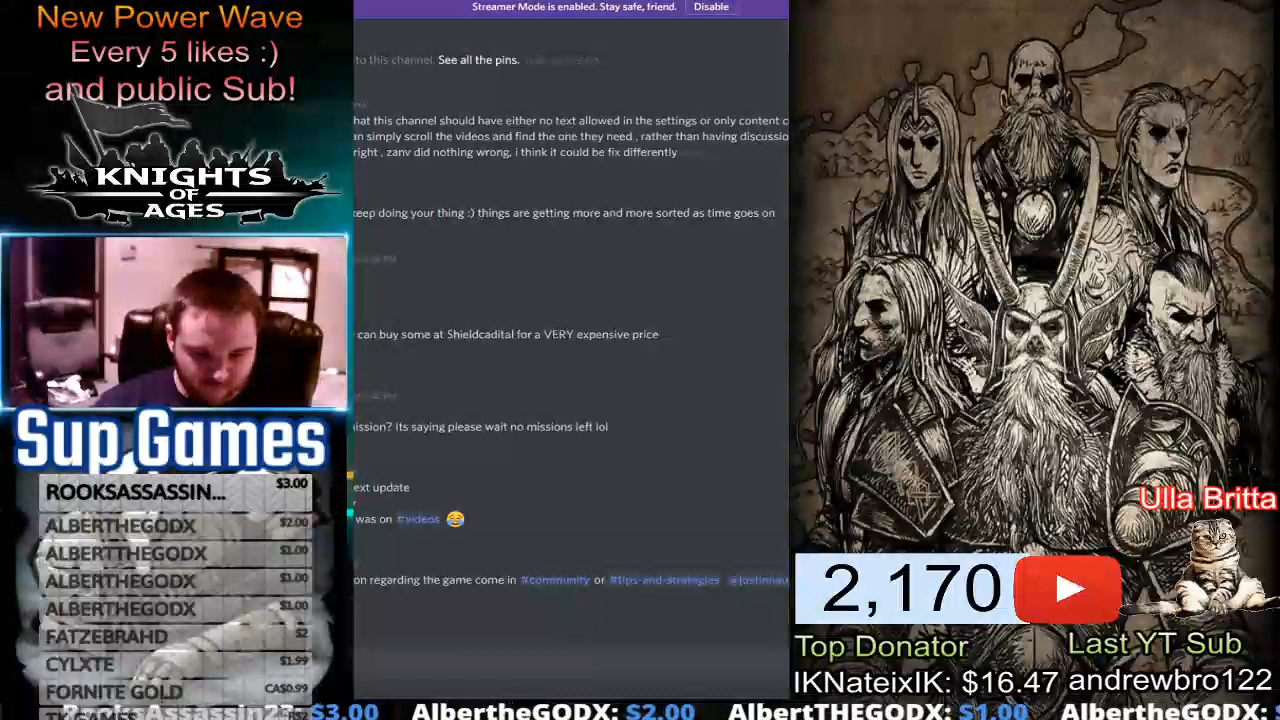 New Power Wave
Every 5 likes :)
and public Sub!
KNIGHTS
OF
AGES
Sup Games
ROOKSASSASSIN... $3.00
ALBERTHEGODX $2.00
ALBERTTHEGODX $1.00
ALBERTHEGODX $1.00
ALBERTHEGODX $1.00
FATZEBRAHD $2
CYLXTE $1.99
FORNITE GOLD CA$0.99
Streamer Mode is enabled. Stay safe, friend. Disable
to this channel. See all the pins.
hat this channel should have either no text allowed in the settings or only content c
an simply scroll the videos and find the one they need , rather than having discussio
right , zanv did nothing wrong, i think it could be fix differently
keep doing your thing :) things are getting more and more sorted as time goes on
can buy some at Shieldcadital for a VERY expensive price
ission? its saying please wait no missions left lol
ext update
was on #videos 😂
on regarding the game come in #community or #tips-and-strategies
Ulla Britta
2,170
Top Donator
Last YT Sub
IKNateixIK: $16.47
andrewbro122
RooksAssassin23: $3.00 AlbertheGODX: $2.00 AlbertTHEGODX: $1.00 AlbertheGODX: